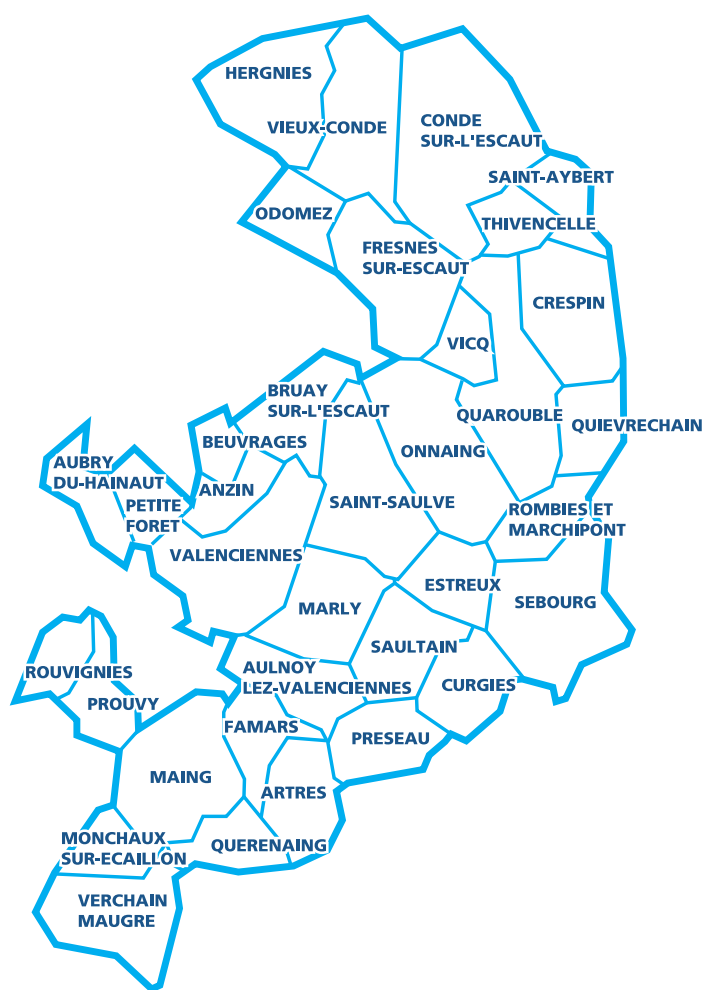 HERGNIES
VIEUX-CONDE
CONDE
SUR-L'ESCAUT
SAINT-AYBERT
ODOMEZ
THIVENCELLE
FRESNES
SUR-ESCAUT
CRESPIN
VICQ
BRUAY
SUR-L'ESCAUT
QUAROUBLE
QUIEVRECHAIN
BEUVRAGES
ONNAING
AUBRY
DU-HAINAUT
ANZIN
PETITE
FORET
SAINT-SAULVE
ROMBIES ET
MARCHIPONT
VALENCIENNES
ESTREUX
SEBOURG
MARLY
SAULTAIN
AULNOY
LEZ-VALENCIENNES
CURGIES
ROUVIGNIES
PROUVY
FAMARS
PRESEAU
MAING
ARTRES
MONCHAUX
SUR-ECAILLON
QUERENAING
VERCHAIN
MAUGRE